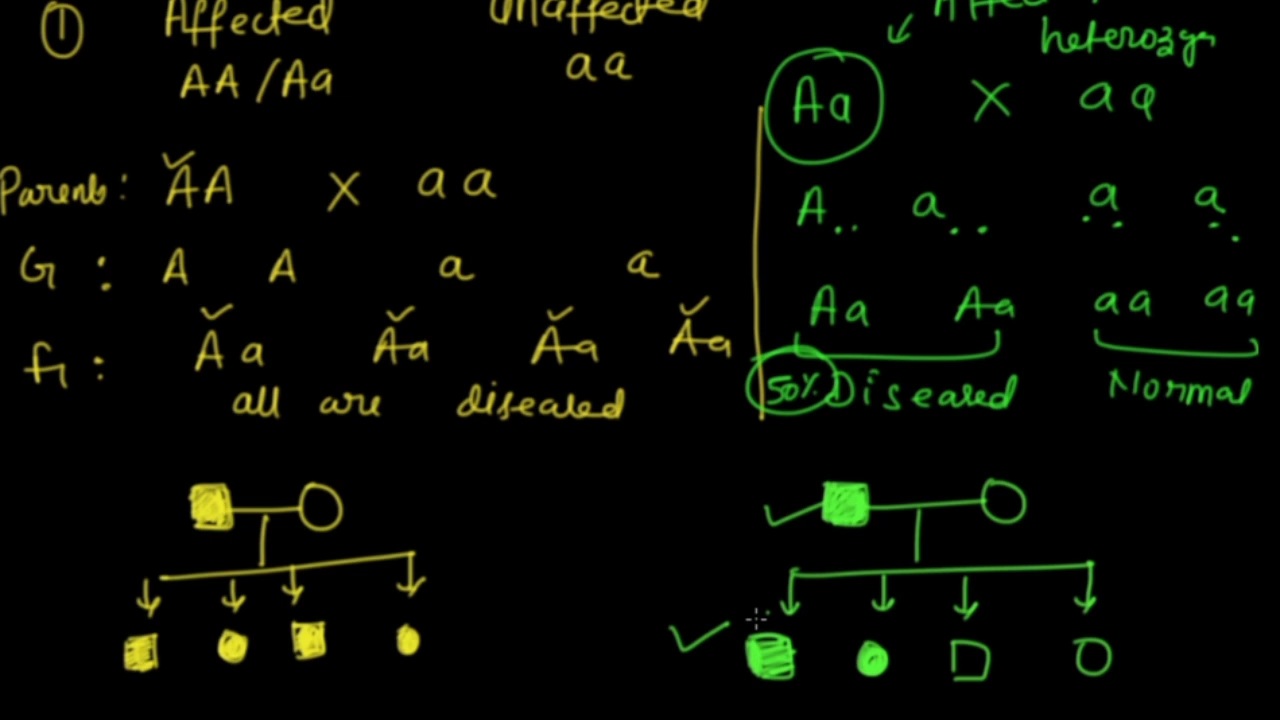 ① Affected Unaffected
AA / Aa aa
Parents: AA X aa
G : A A a a
F1 : Aa Aa Aa Aa
all are diseased
heterozy
Aa X aa
A a a a
Aa Aa aa aa
50% Diseased Normal